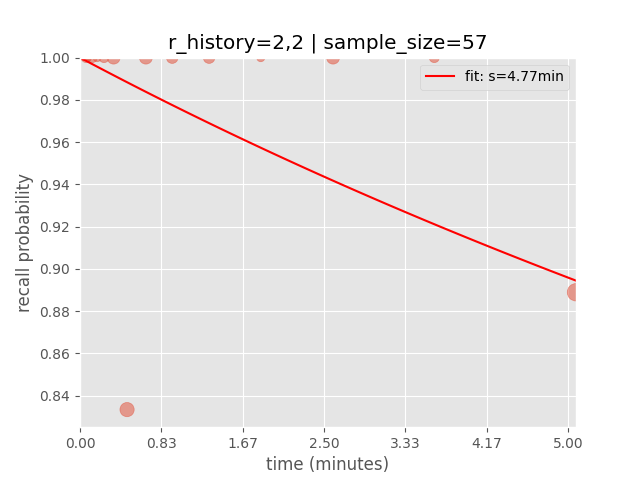 r_history=2,2 | sample_size=57
fit: s=4.77min
recall probability
1.00
0.98
0.96
0.94
0.92
0.90
0.88
0.86
0.84
0.00 0.83 1.67 2.50 3.33 4.17 5.00
time (minutes)